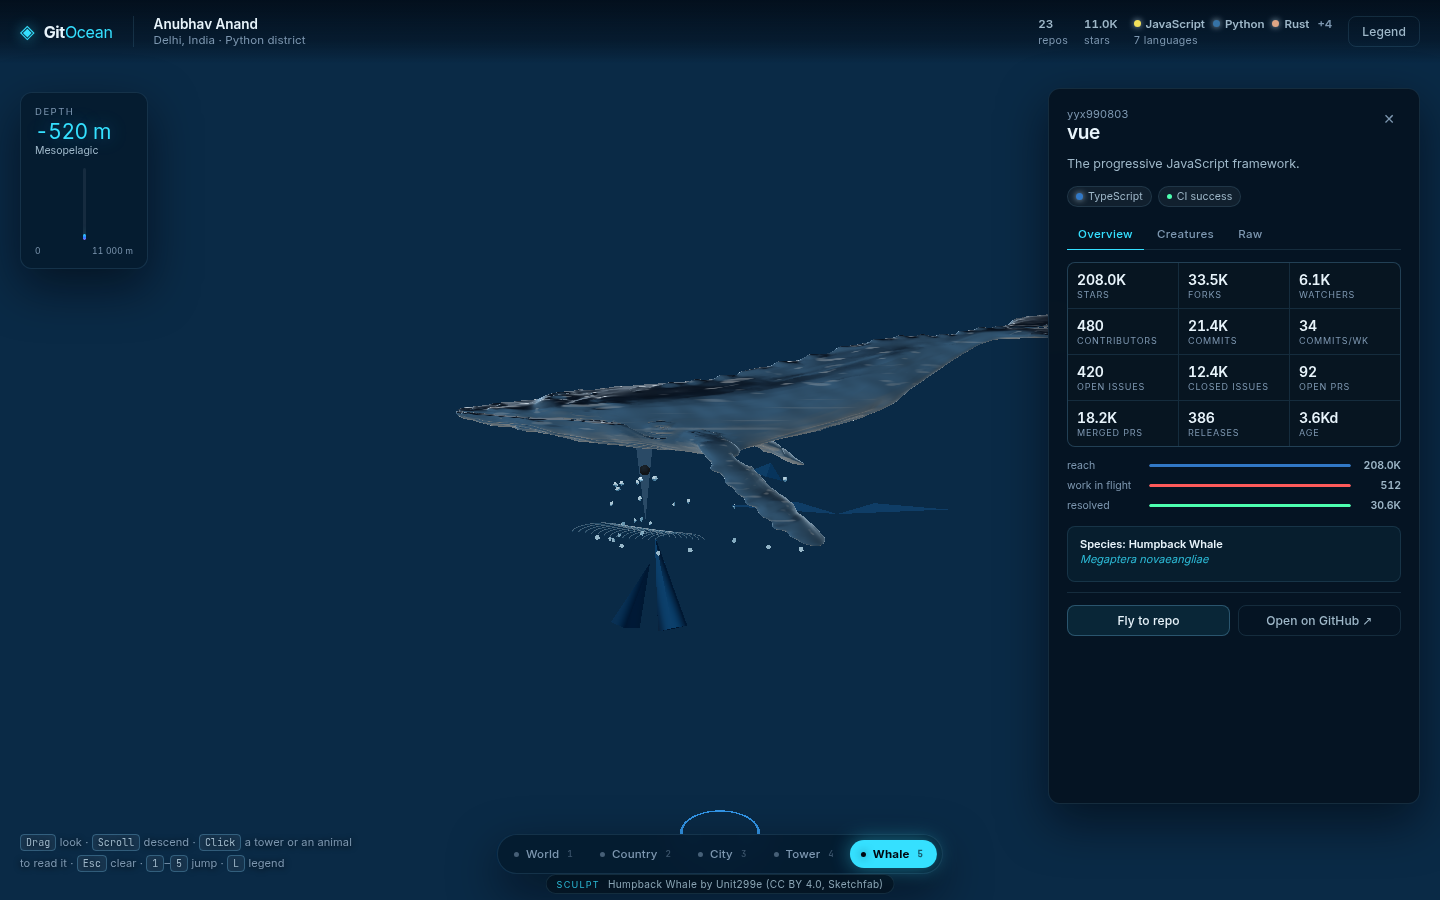 GitOcean
Anubhav Anand
Delhi, India · Python district
23 repos
11.0K stars
JavaScript Python Rust +4
7 languages
Legend
DEPTH
-520 m
Mesopelagic
0 11 000 m
yyx990803
vue
✕
The progressive JavaScript framework.
TypeScript CI success
Overview Creatures Raw
208.0K 33.5K 6.1K
STARS FORKS WATCHERS
480 21.4K 34
CONTRIBUTORS COMMITS COMMITS/WK
420 12.4K 92
OPEN ISSUES CLOSED ISSUES OPEN PRS
18.2K 386 3.6Kd
MERGED PRS RELEASES AGE
reach 208.0K
work in flight 512
resolved 30.6K
Species: Humpback Whale
Megaptera novaeangliae
Fly to repo Open on GitHub ↗
Drag look · Scroll descend · Click a tower or an animal
to read it · Esc clear · 1–5 jump · L legend
World 1 Country 2 City 3 Tower 4 Whale 5
SCULPT Humpback Whale by Unit299e (CC BY 4.0, Sketchfab)